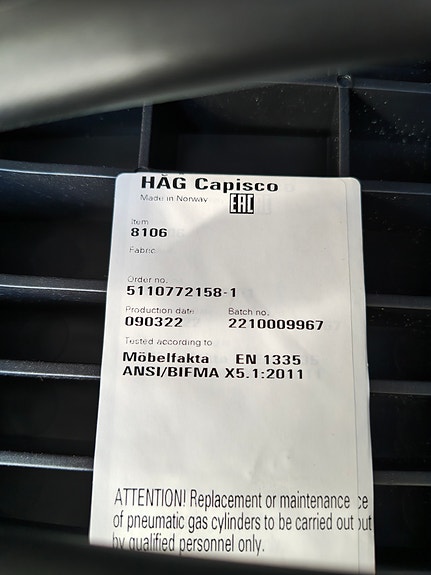 HÅG Capisco
Made in Norway EAC
Item
8106
Fabric
Order no.
5110772158-1
Production date Batch no.
090322 2210009967
Tested according to
Möbelfakta EN 1335
ANSI/BIFMA X5.1:2011
ATTENTION! Replacement or maintenance
of pneumatic gas cylinders to be carried out
by qualified personnel only.